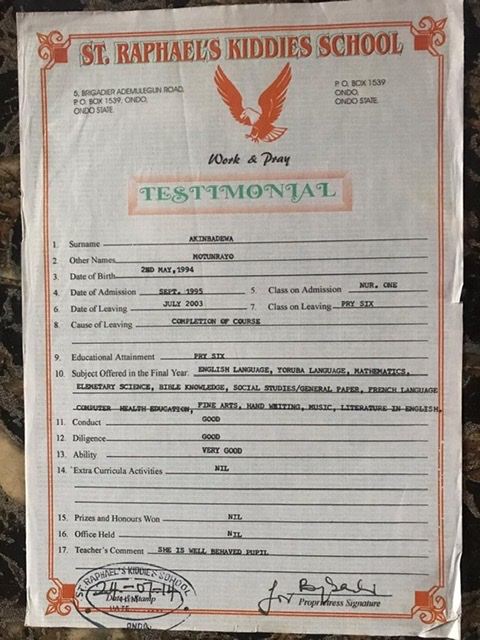 ST. RAPHAEL'S KIDDIES SCHOOL
5, BRIGADIER ADEMULEGUN ROAD,
P. O. BOX 1539, ONDO,
ONDO STATE.
P. O. BOX 1539
ONDO,
ONDO STATE.
Work & Pray
TESTIMONIAL
1. Surname AKINBADEWA
2. Other Names MOTUNRAYO
3. Date of Birth 2ND MAY, 1994
4. Date of Admission SEPT. 1995 5. Class on Admission NUR. ONE
6. Date of Leaving JULY 2003 7. Class on Leaving PRY SIX
8. Cause of Leaving COMPLETION OF COURSE
9. Educational Attainment PRY SIX
10. Subject Offered in the Final Year: ENGLISH LANGUAGE, YORUBA LANGUAGE, MATHEMATICS,
ELEMETARY SCIENCE, BIBLE KNOWLEDGE, SOCIAL STUDIES/GENERAL PAPER, FRENCH LANGUAGE
COMPUTER HEALTH EDUCATION, FINE ARTS, HAND WRITING, MUSIC, LITERATURE IN ENGLISH.
11. Conduct GOOD
12. Diligence GOOD
13. Ability VERY GOOD
14. Extra Curricula Activities NIL
15. Prizes and Honours Won NIL
16. Office Held NIL
17. Teacher's Comment SHE IS WELL BEHAVED PUPIL
ST. RAPHAEL'S KIDDIES SCHOOL
24-07-14
Date/Stamp
DATE
ONDO.
for
Proprietress Signature